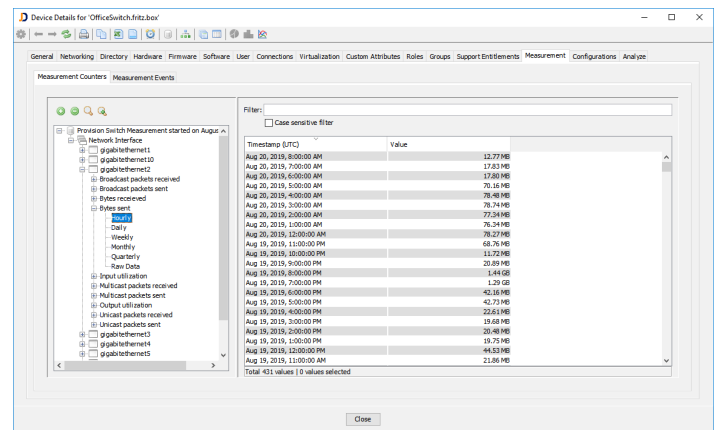 Device Details for 'OfficeSwitch.fritz.box'
General Networking Directory Hardware Firmware Software User Connections Virtualization Custom Attributes Roles Groups Support Entitlements Measurement Configurations Analyze
Measurement Counters Measurement Events
Provision Switch Measurement started on Augus
Network Interface
gigabitethernet1
gigabitethernet10
gigabitethernet2
Broadcast packets received
Broadcast packets sent
Bytes receieved
Bytes sent
Hourly
Daily
Weekly
Monthly
Quarterly
Raw Data
Input utilization
Multicast packets received
Multicast packets sent
Output utilization
Unicast packets received
Unicast packets sent
gigabitethernet3
gigabitethernet4
gigabitethernet5
Filter:
Case sensitive filter
Timestamp (UTC) Value
Aug 20, 2019, 8:00:00 AM 12.77 MB
Aug 20, 2019, 7:00:00 AM 17.83 MB
Aug 20, 2019, 6:00:00 AM 17.80 MB
Aug 20, 2019, 5:00:00 AM 70.16 MB
Aug 20, 2019, 4:00:00 AM 78.48 MB
Aug 20, 2019, 3:00:00 AM 78.74 MB
Aug 20, 2019, 2:00:00 AM 77.34 MB
Aug 20, 2019, 1:00:00 AM 76.34 MB
Aug 20, 2019, 12:00:00 AM 78.27 MB
Aug 19, 2019, 11:00:00 PM 68.76 MB
Aug 19, 2019, 10:00:00 PM 11.72 MB
Aug 19, 2019, 9:00:00 PM 20.89 MB
Aug 19, 2019, 8:00:00 PM 1.44 GB
Aug 19, 2019, 7:00:00 PM 1.29 GB
Aug 19, 2019, 6:00:00 PM 42.16 MB
Aug 19, 2019, 5:00:00 PM 42.73 MB
Aug 19, 2019, 4:00:00 PM 22.61 MB
Aug 19, 2019, 3:00:00 PM 19.68 MB
Aug 19, 2019, 2:00:00 PM 20.48 MB
Aug 19, 2019, 1:00:00 PM 19.75 MB
Aug 19, 2019, 12:00:00 PM 44.53 MB
Aug 19, 2019, 11:00:00 AM 21.86 MB
Total 431 values | 0 values selected
Close